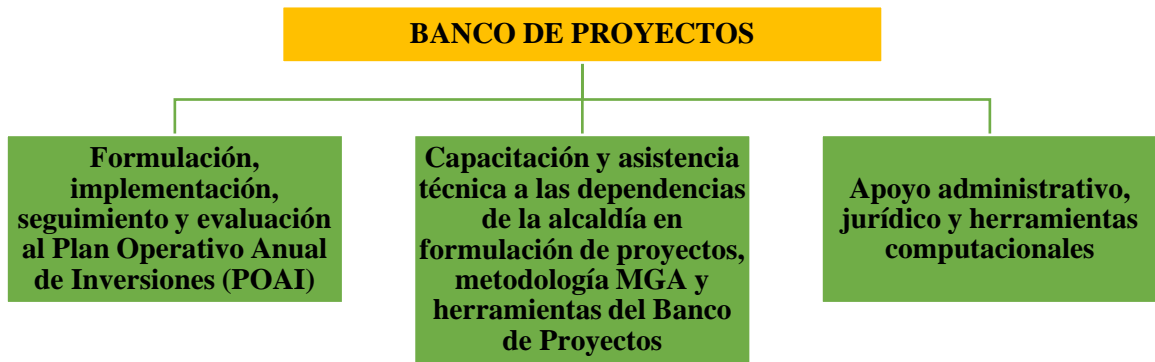 BANCO DE PROYECTOS
Formulación,
implementación,
seguimiento y evaluación
al Plan Operativo Anual
de Inversiones (POAI)
Capacitación y asistencia
técnica a las dependencias
de la alcaldía en
formulación de proyectos,
metodología MGA y
herramientas del Banco
de Proyectos
Apoyo administrativo,
jurídico y herramientas
computacionales